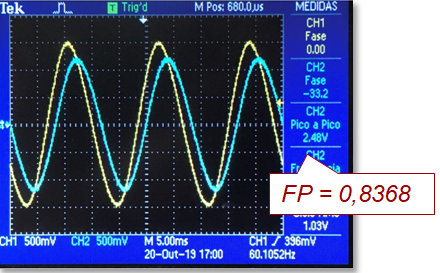 Tek Trig'd M Pos: 680.0µs MEDIDAS
CH1
Fase
0.00
CH2
Fase
-33.2
CH2
Pico a Pico
2.48V
CH2
FP = 0,8368
1.03V
CH1 500mV CH2 500mV M 5.00ms CH1 396mV
20-Out-19 17:00 60.1052Hz